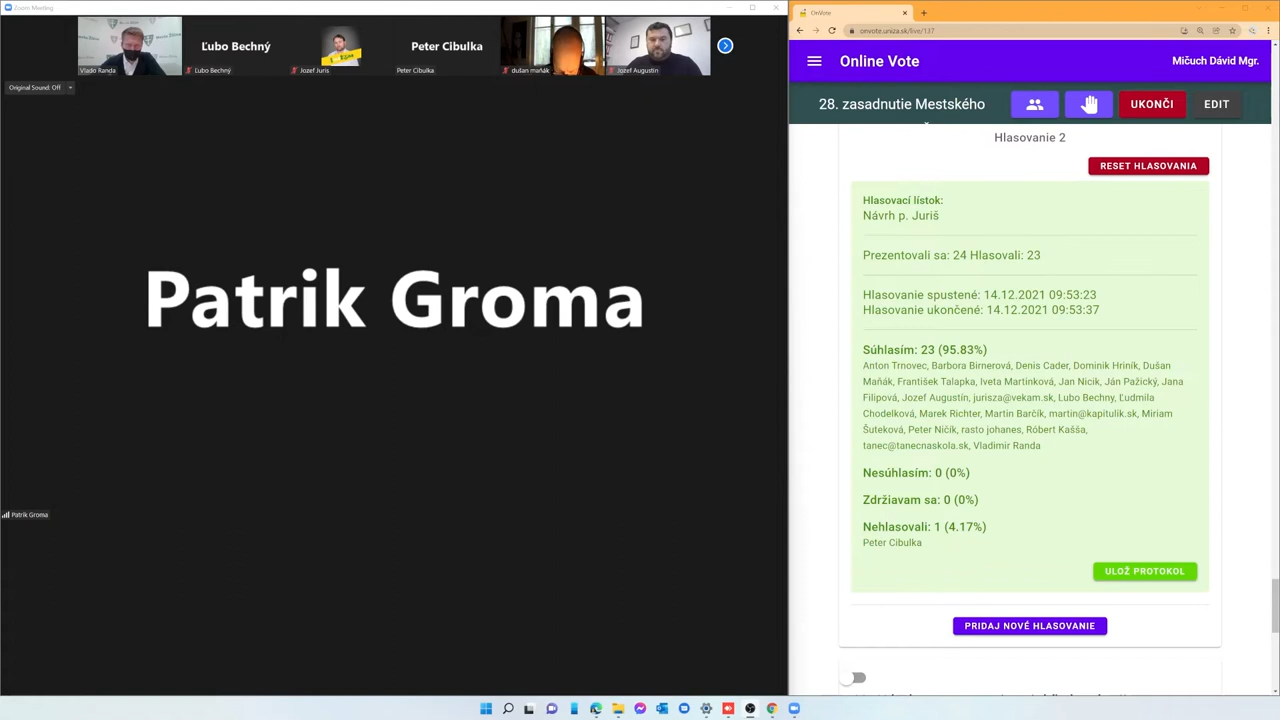 Zoom Meeting
Ľubo Bechný
Peter Cibulka
Vlado Randa
Ľubo Bechný
Jozef Juriš
Peter Cibulka
dušan maňák
Jozef Augustín
Original Sound: Off
Patrik Groma
Patrik Groma
OnVote
onvote.uniza.sk/live/137
Online Vote
Mičuch Dávid Mgr.
28. zasadnutie Mestského
UKONČI
EDIT
Hlasovanie 2
RESET HLASOVANIA
Hlasovací lístok:
Návrh p. Juriš
Prezentovali sa: 24 Hlasovali: 23
Hlasovanie spustené: 14.12.2021 09:53:23
Hlasovanie ukončené: 14.12.2021 09:53:37
Súhlasím: 23 (95.83%)
Anton Trnovec, Barbora Birnerová, Denis Cader, Dominik Hriník, Dušan
Maňák, František Talapka, Iveta Martinková, Jan Nicik, Ján Pažický, Jana
Filipová, Jozef Augustín, jurisza@vekam.sk, Lubo Bechny, Ľudmila
Chodelková, Marek Richter, Martin Barčík, martin@kapitulik.sk, Miriam
Šuteková, Peter Ničík, rasto johanes, Róbert Kašša,
tanec@tanecnaskola.sk, Vladimir Randa
Nesúhlasím: 0 (0%)
Zdržiavam sa: 0 (0%)
Nehlasovali: 1 (4.17%)
Peter Cibulka
ULOŽ PROTOKOL
PRIDAJ NOVÉ HLASOVANIE